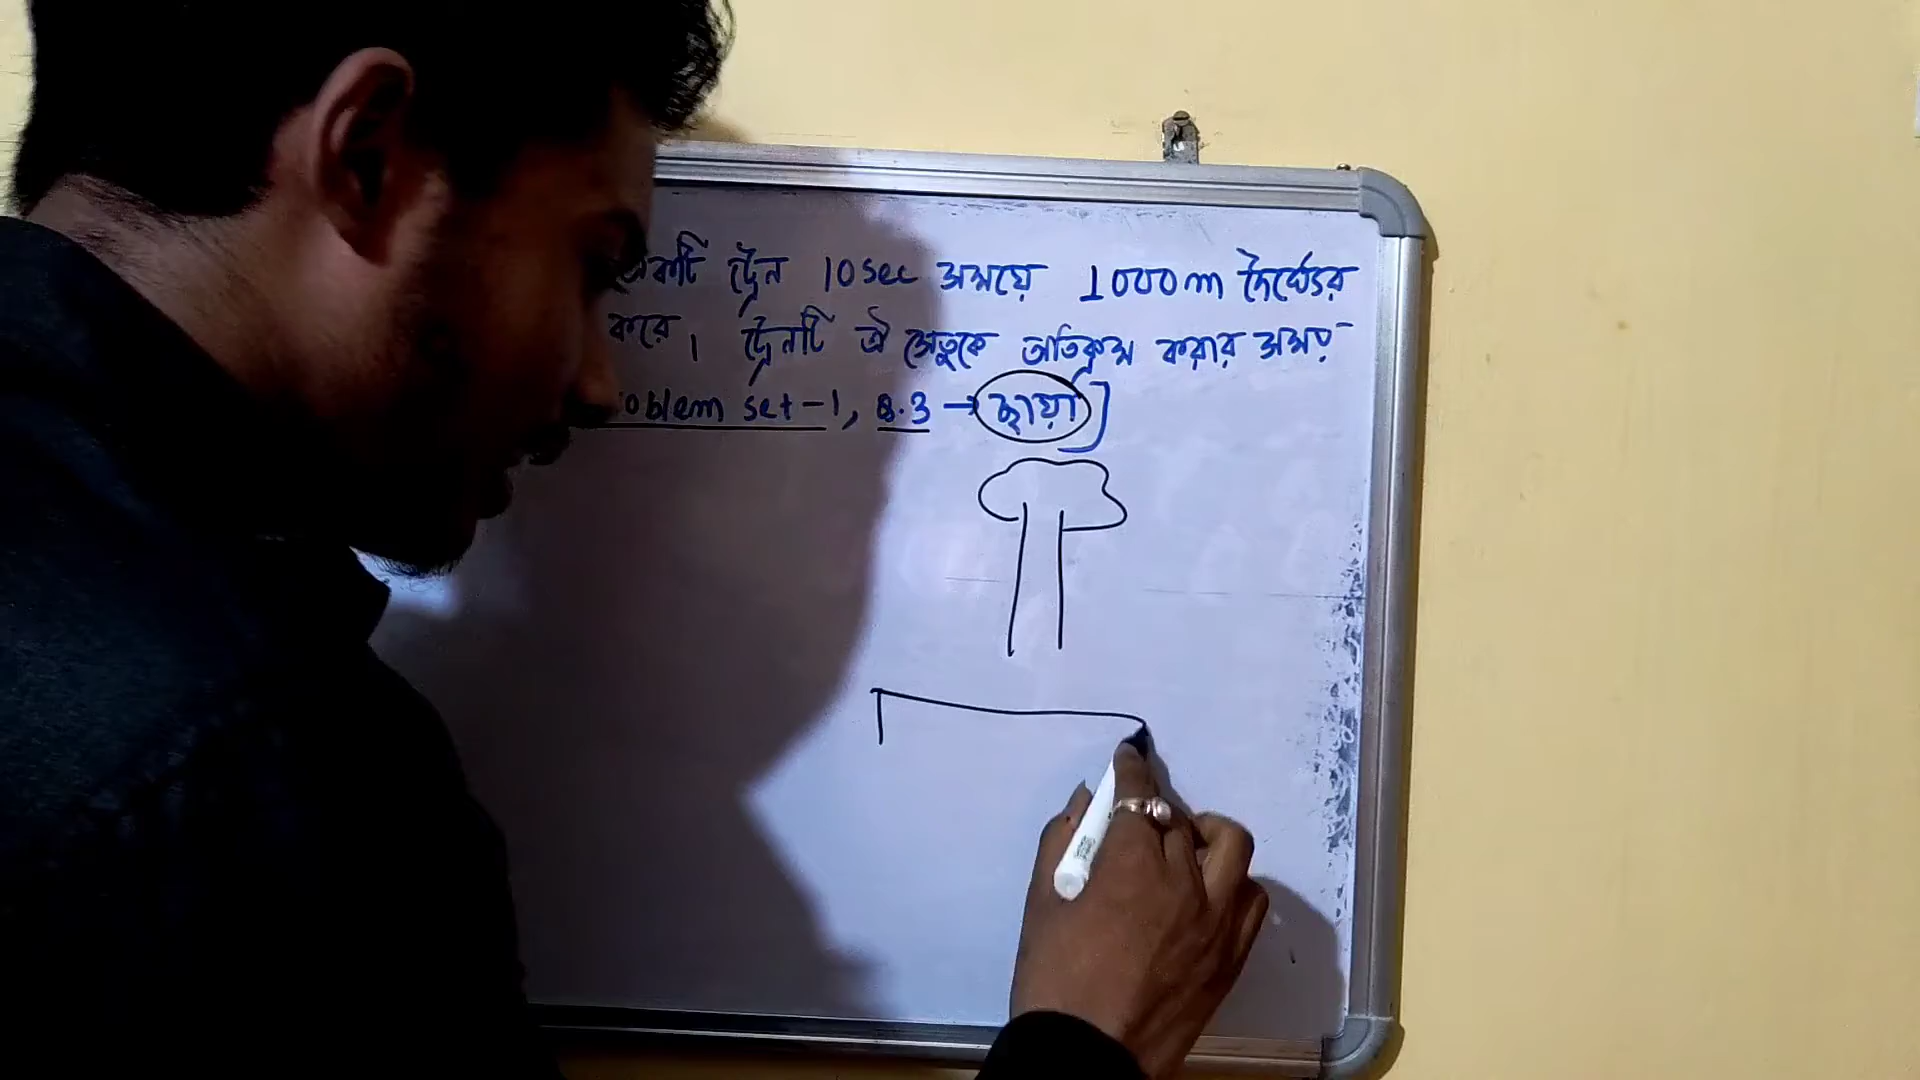 একটি ট্রেন 10sec সময়ে 1000m দৈর্ঘ্যের
করে। ট্রেনটি ঐ সেতুকে অতিক্রম করার সময়
oblem set-1, 8.3 → ছায়া]